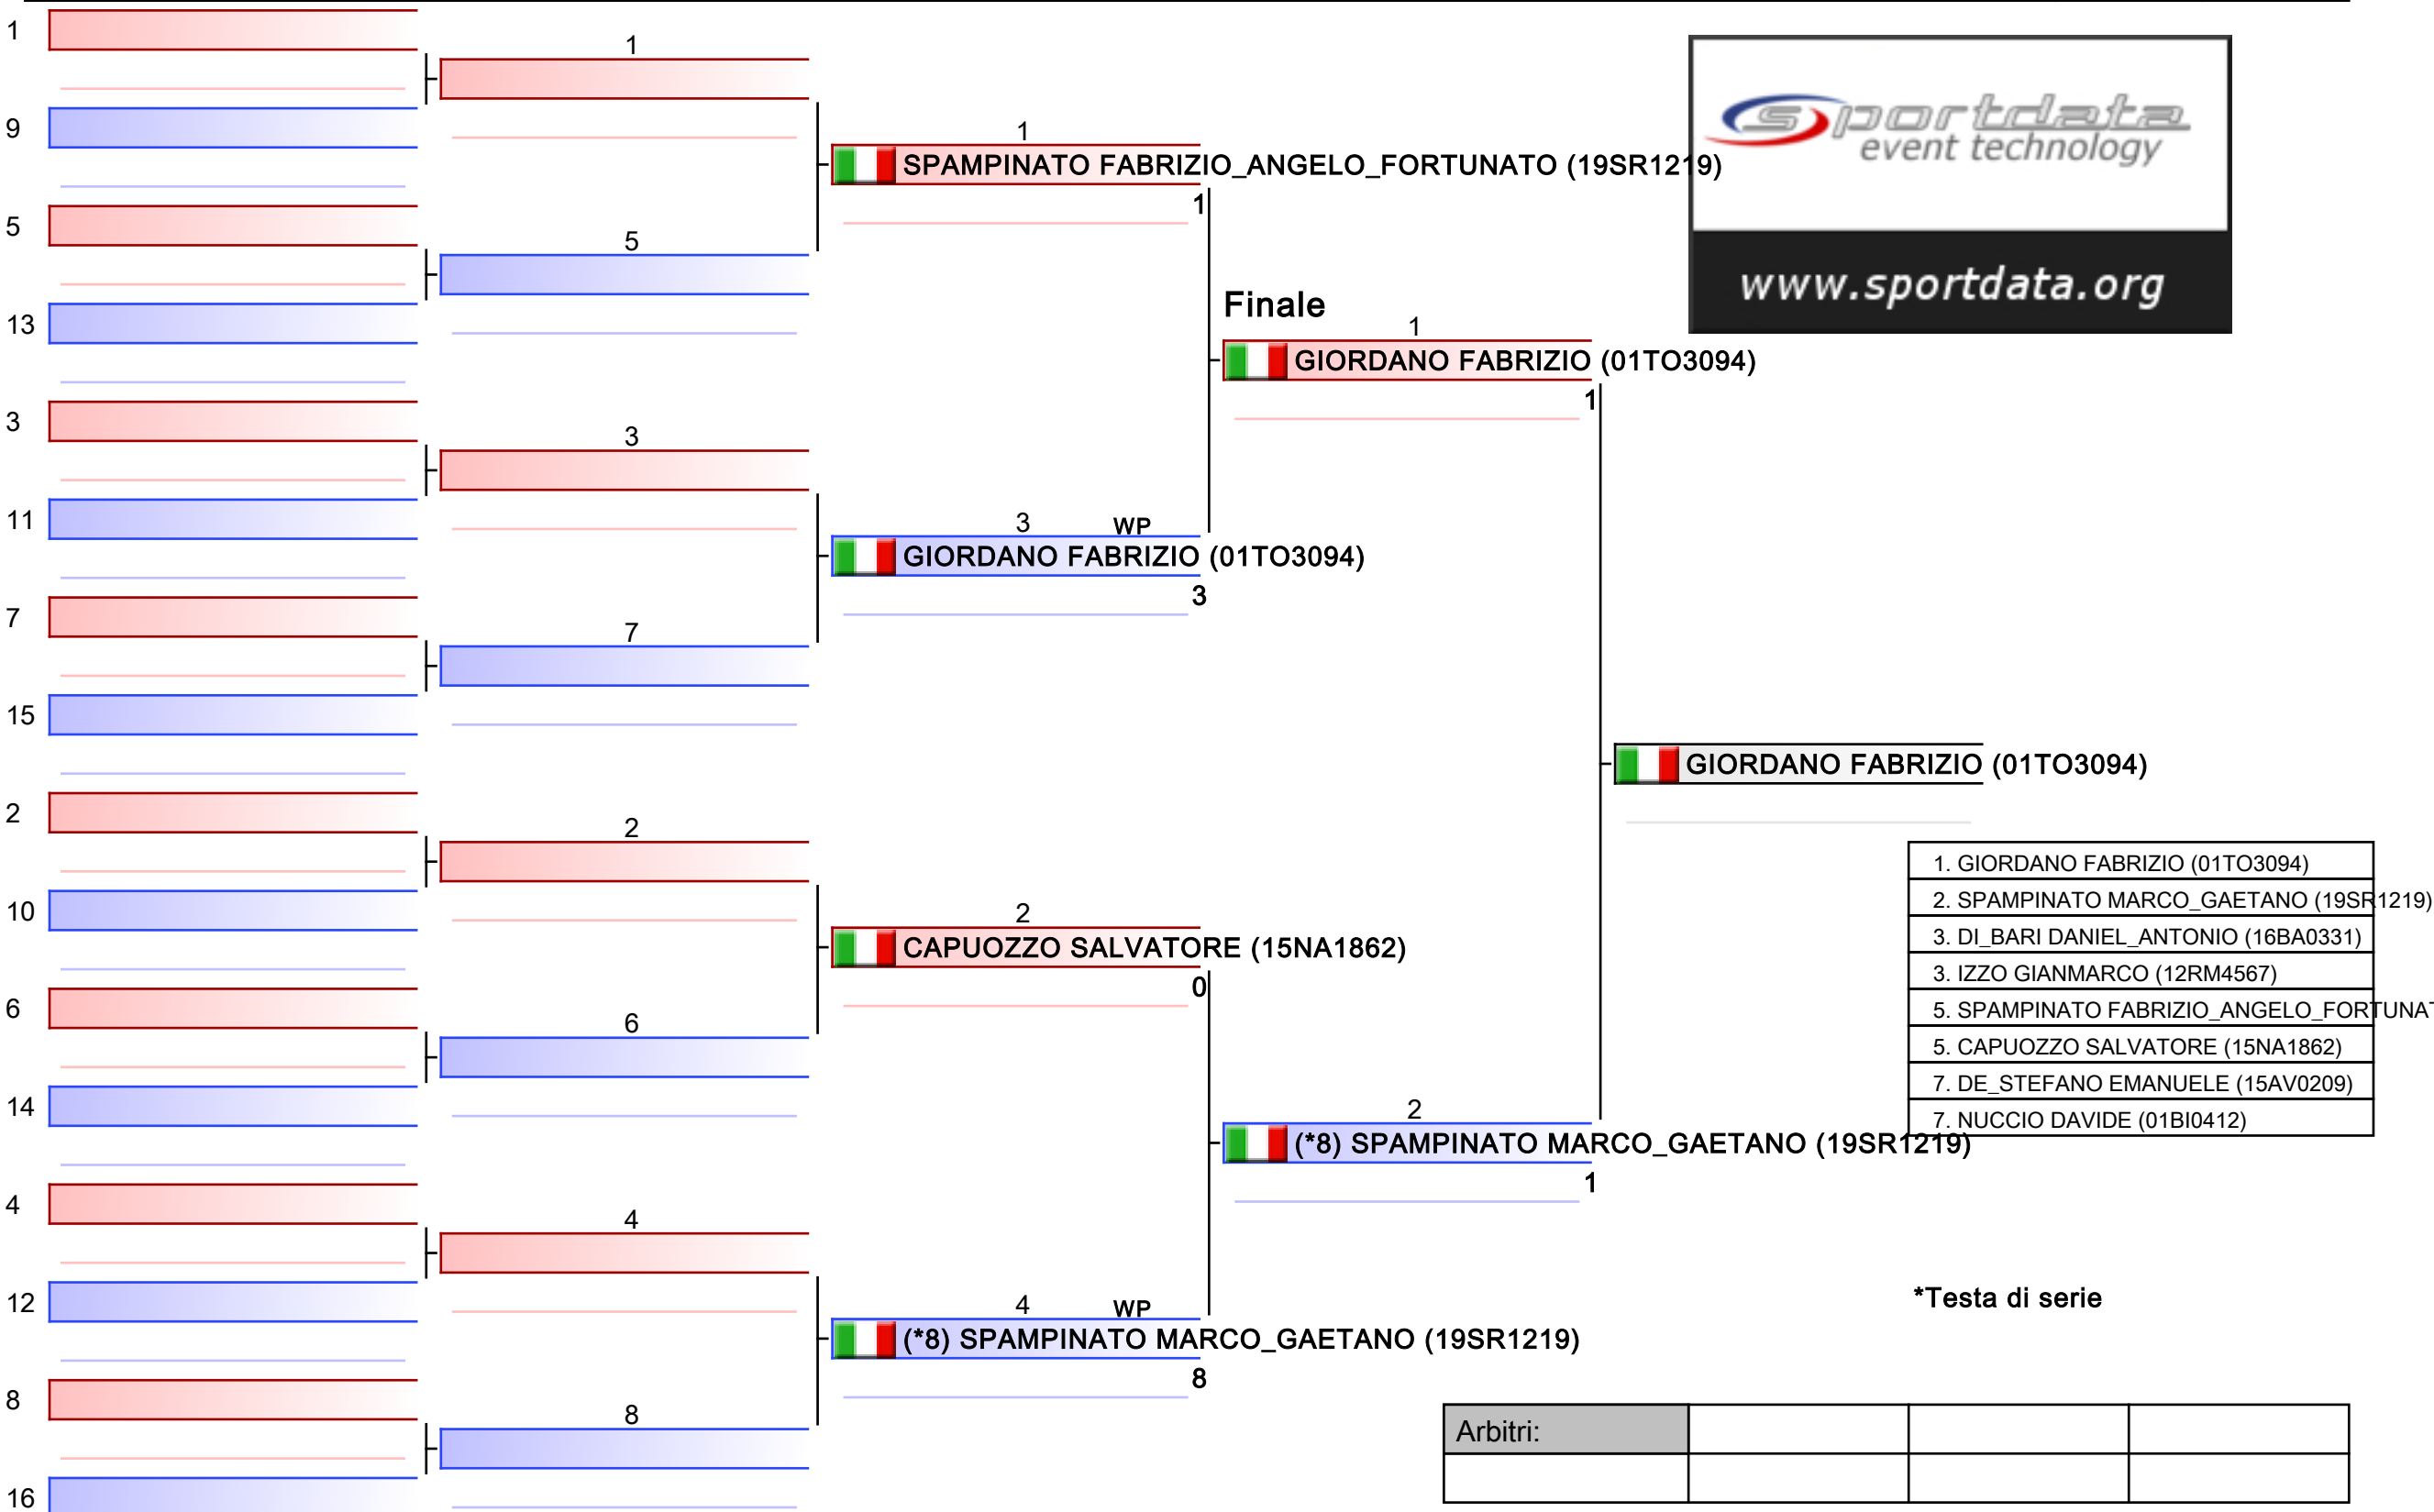 1
9
5
13
3
11
7
15
2
10
6
14
4
12
8
16
1
5
3
7
2
6
4
8
1
SPAMPINATO FABRIZIO_ANGELO_FORTUNATO (19SR1219)
1
3 WP
GIORDANO FABRIZIO (01TO3094)
3
2
CAPUOZZO SALVATORE (15NA1862)
0
4 WP
(*8) SPAMPINATO MARCO_GAETANO (19SR1219)
8
Finale
1
GIORDANO FABRIZIO (01TO3094)
1
2
(*8) SPAMPINATO MARCO_GAETANO (19SR1219)
1
GIORDANO FABRIZIO (01TO3094)
sportdata
event technology
www.sportdata.org
1. GIORDANO FABRIZIO (01TO3094)
2. SPAMPINATO MARCO_GAETANO (19SR1219)
3. DI_BARI DANIEL_ANTONIO (16BA0331)
3. IZZO GIANMARCO (12RM4567)
5. SPAMPINATO FABRIZIO_ANGELO_FORTUNAT
5. CAPUOZZO SALVATORE (15NA1862)
7. DE_STEFANO EMANUELE (15AV0209)
7. NUCCIO DAVIDE (01BI0412)
*Testa di serie
Arbitri: